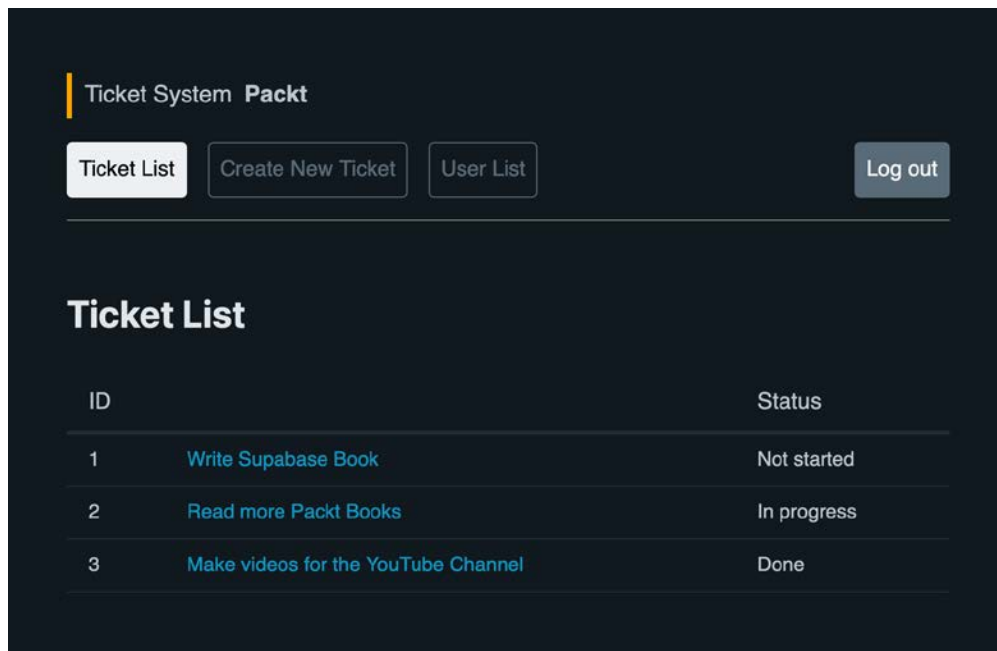 Ticket System Packt
Ticket List Create New Ticket User List Log out
Ticket List
ID Status
1 Write Supabase Book Not started
2 Read more Packt Books In progress
3 Make videos for the YouTube Channel Done